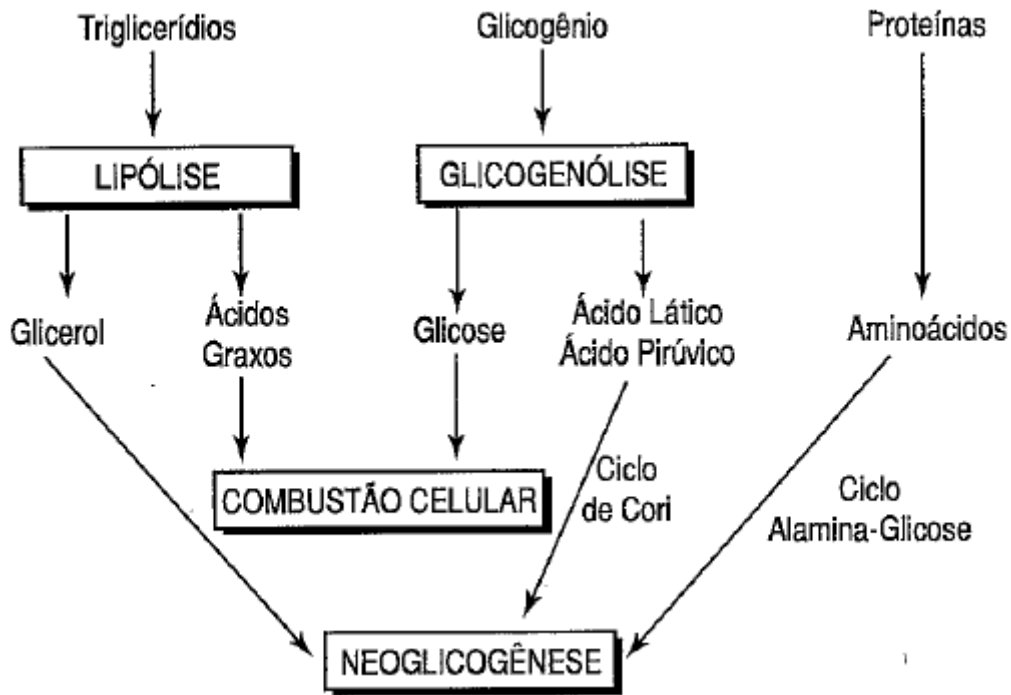 Triglicerídios
Glicogênio
Proteínas
LIPÓLISE
GLICOGENÓLISE
Glicerol
Ácidos
Graxos
Glicose
Ácido Lático
Ácido Pirúvico
Aminoácidos
COMBUSTÃO CELULAR
Ciclo
de Cori
Ciclo
Alamina-Glicose
NEOGLICOGÊNESE